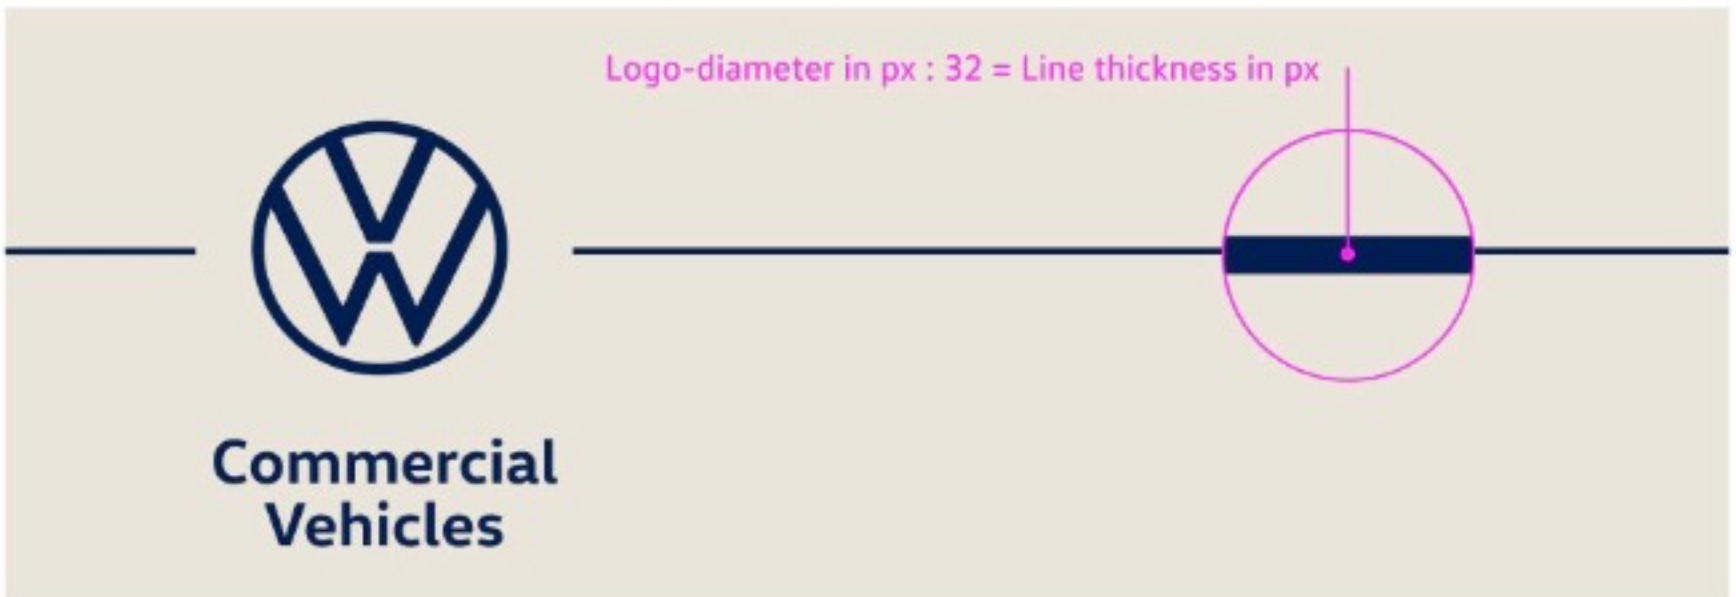 Logo-diameter in px : 32 = Line thickness in px
Commercial
Vehicles